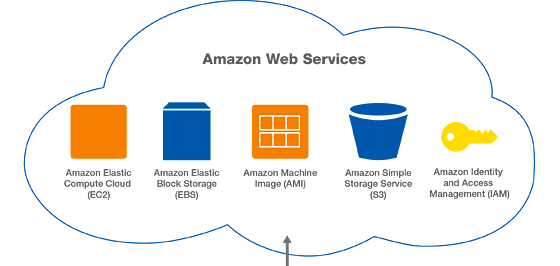 Amazon Web Services
Amazon Elastic
Compute Cloud
(EC2)
Amazon Elastic
Block Storage
(EBS)
Amazon Machine
Image (AMI)
Amazon Simple
Storage Service
(S3)
Amazon Identity
and Access
Management (IAM)